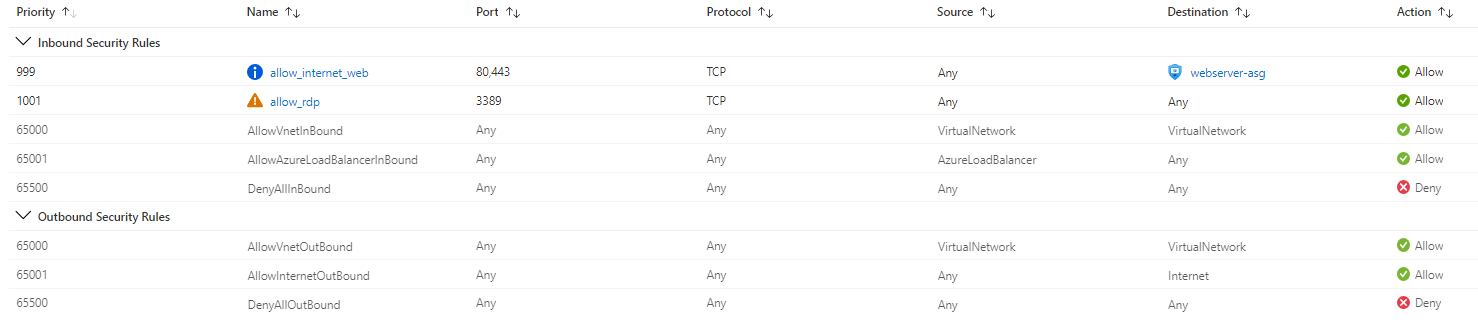 Priority ↑↓ Name ↑↓ Port ↑↓ Protocol ↑↓ Source ↑↓ Destination ↑↓ Action ↑↓
Inbound Security Rules
999 allow_internet_web 80,443 TCP Any webserver-asg Allow
1001 allow_rdp 3389 TCP Any Any Allow
65000 AllowVnetInBound Any Any VirtualNetwork VirtualNetwork Allow
65001 AllowAzureLoadBalancerInBound Any Any AzureLoadBalancer Any Allow
65500 DenyAllInBound Any Any Any Any Deny
Outbound Security Rules
65000 AllowVnetOutBound Any Any VirtualNetwork VirtualNetwork Allow
65001 AllowInternetOutBound Any Any Any Internet Allow
65500 DenyAllOutBound Any Any Any Any Deny